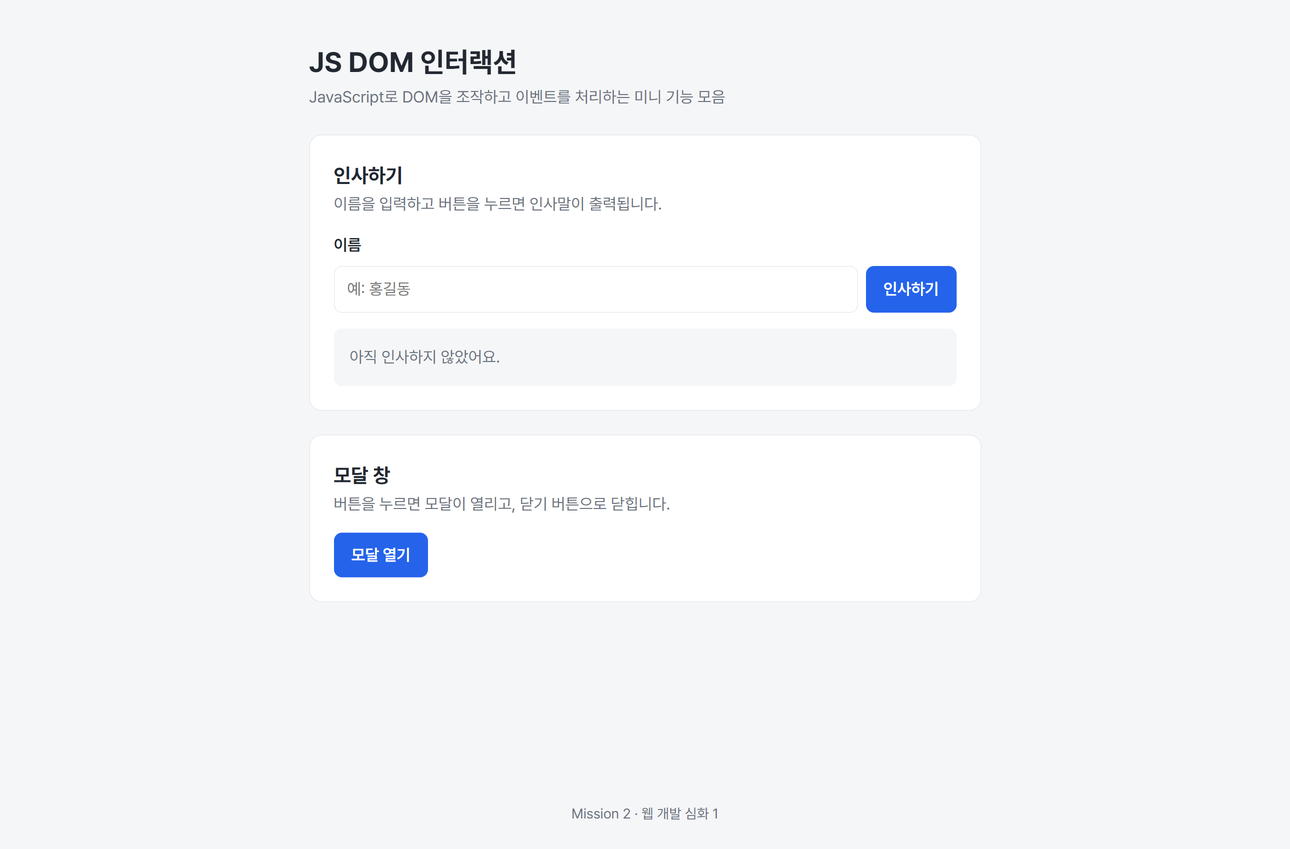 JS DOM 인터랙션
JavaScript로 DOM을 조작하고 이벤트를 처리하는 미니 기능 모음
인사하기
이름을 입력하고 버튼을 누르면 인사말이 출력됩니다.
이름
예: 홍길동
인사하기
아직 인사하지 않았어요.
모달 창
버튼을 누르면 모달이 열리고, 닫기 버튼으로 닫힙니다.
모달 열기
Mission 2 · 웹 개발 심화 1